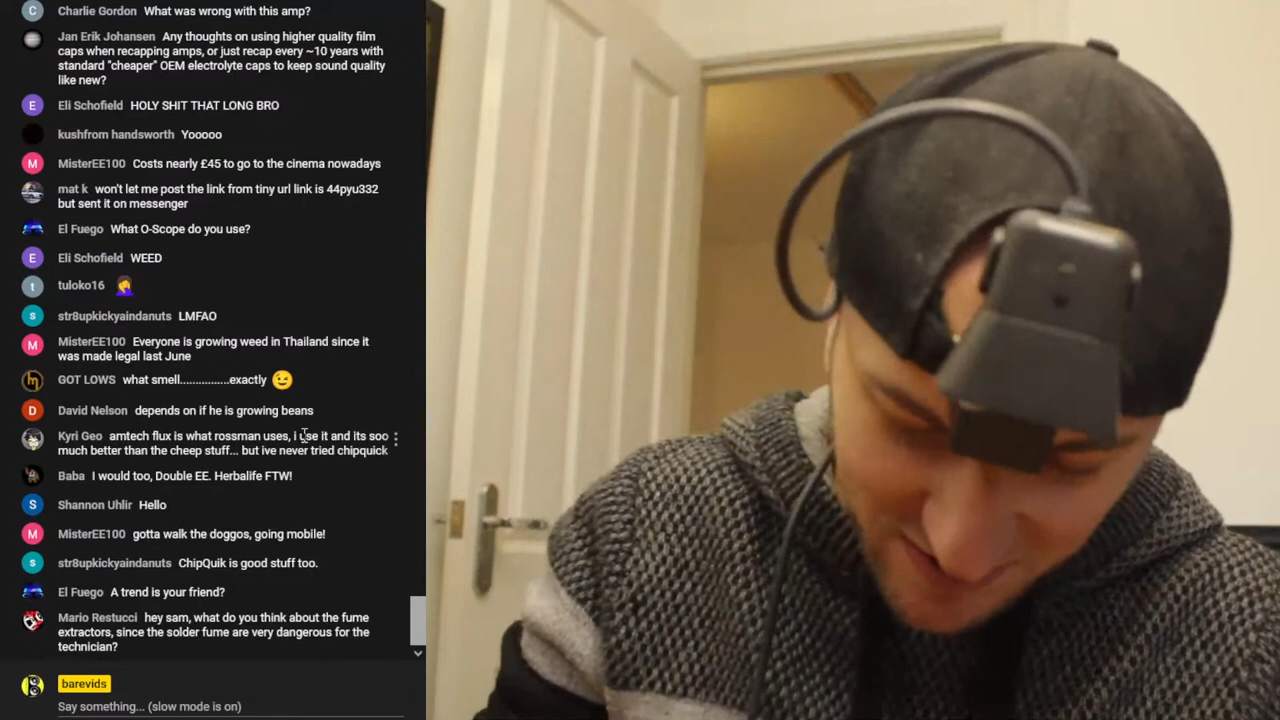 C Charlie Gordon What was wrong with this amp?
Jan Erik Johansen Any thoughts on using higher quality film
caps when recapping amps, or just recap every ~10 years with
standard "cheaper" OEM electrolyte caps to keep sound quality
like new?
E Eli Schofield HOLY SHIT THAT LONG BRO
kushfrom handsworth Yooooo
M MisterEE100 Costs nearly £45 to go to the cinema nowadays
mat k won't let me post the link from tiny url link is 44pyu332
but sent it on messenger
El Fuego What O-Scope do you use?
E Eli Schofield WEED
t tuloko16 🤦‍♀️
s str8upkickyaindanuts LMFAO
M MisterEE100 Everyone is growing weed in Thailand since it
was made legal last June
GOT LOWS what smell...............exactly 😉
D David Nelson depends on if he is growing beans
Kyri Geo amtech flux is what rossman uses, i use it and its soo
much better than the cheep stuff... but ive never tried chipquick
Baba I would too, Double EE. Herbalife FTW!
S Shannon Uhlir Hello
M MisterEE100 gotta walk the doggos, going mobile!
s str8upkickyaindanuts ChipQuik is good stuff too.
El Fuego A trend is your friend?
Mario Restucci hey sam, what do you think about the fume
extractors, since the solder fume are very dangerous for the
technician?
barevids
Say something... (slow mode is on)